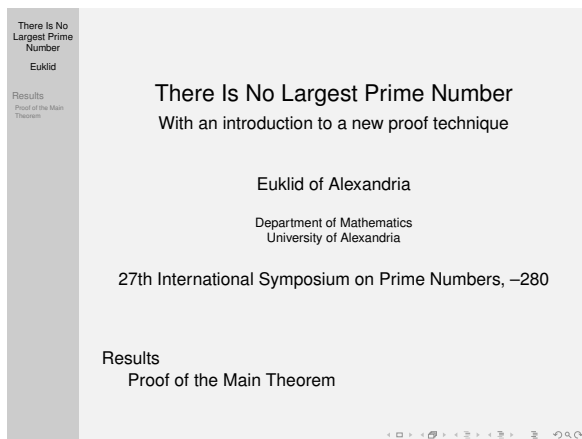 There Is No
Largest Prime
Number
Euklid
Results
Proof of the Main
Theorem
There Is No Largest Prime Number
With an introduction to a new proof technique
Euklid of Alexandria
Department of Mathematics
University of Alexandria
27th International Symposium on Prime Numbers, –280
Results
Proof of the Main Theorem